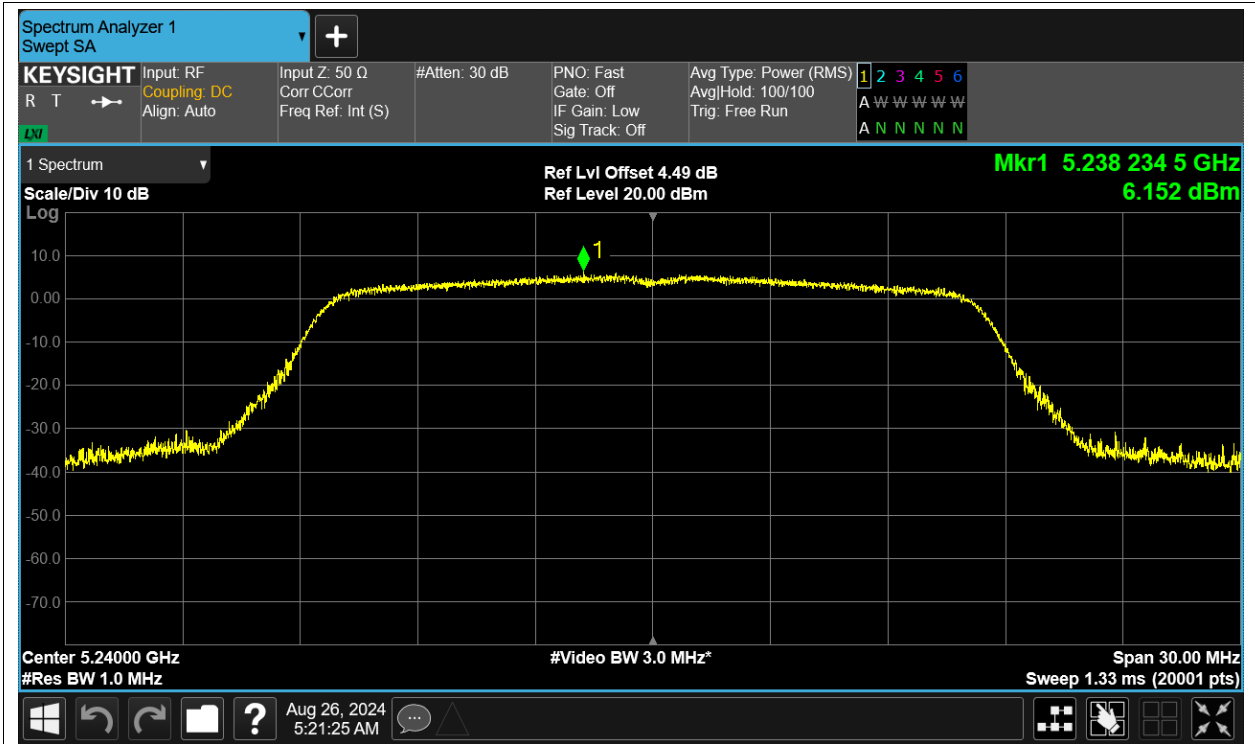 Spectrum Analyzer 1
Swept SA
KEYSIGHT
R T
LXI
Input: RF
Coupling: DC
Align: Auto
Input Z: 50 Ω
Corr CCorr
Freq Ref: Int (S)
#Atten: 30 dB
PNO: Fast
Gate: Off
IF Gain: Low
Sig Track: Off
Avg Type: Power (RMS)
Avg|Hold: 100/100
Trig: Free Run
1 2 3 4 5 6
A W W W W W
A N N N N N
1 Spectrum
Scale/Div 10 dB
Log
Ref Lvl Offset 4.49 dB
Ref Level 20.00 dBm
Mkr1 5.238 234 5 GHz
6.152 dBm
1
10.0
0.00
-10.0
-20.0
-30.0
-40.0
-50.0
-60.0
-70.0
Center 5.24000 GHz
#Res BW 1.0 MHz
#Video BW 3.0 MHz*
Span 30.00 MHz
Sweep 1.33 ms (20001 pts)
?
Aug 26, 2024
5:21:25 AM